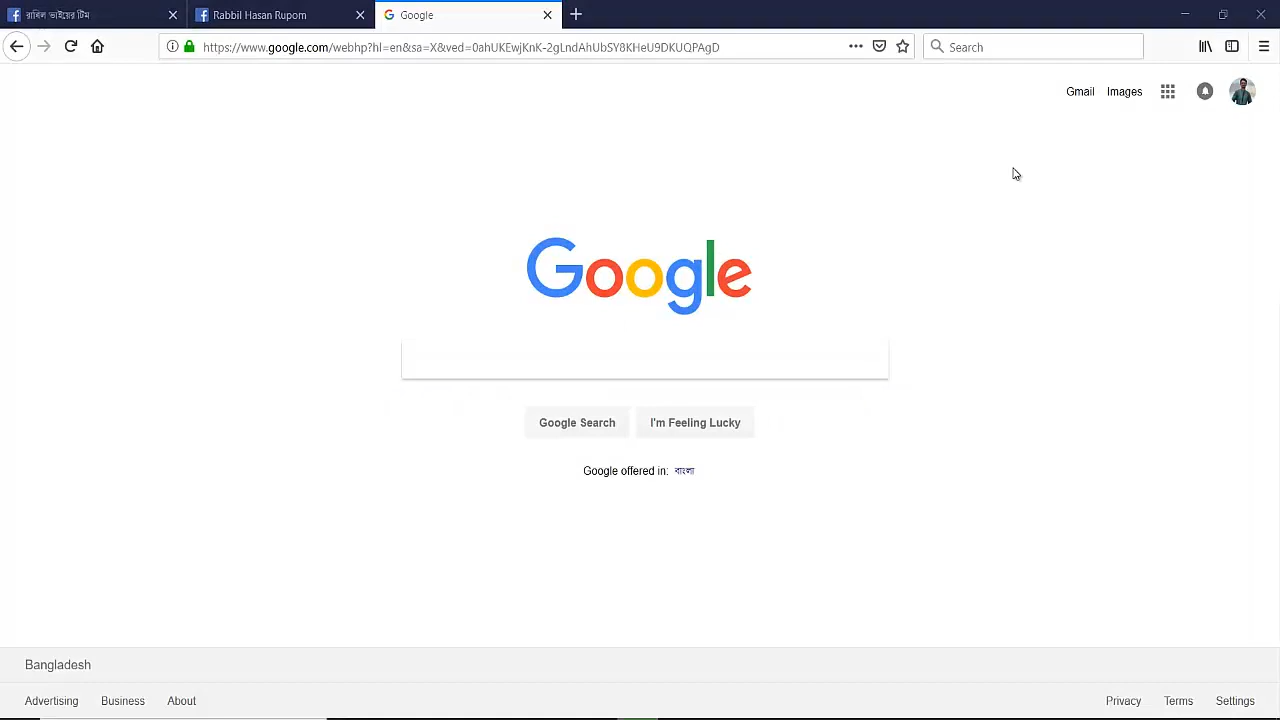 রাবিল ভাইয়ের টিম
Rabbil Hasan Rupom
Google
https://www.google.com/webhp?hl=en&sa=X&ved=0ahUKEwjKnK-2gLndAhUbSY8KHeU9DKUQPAgD
Search
Gmail Images
Google
Google Search I'm Feeling Lucky
Google offered in: বাংলা
Bangladesh
Advertising Business About
Privacy Terms Settings